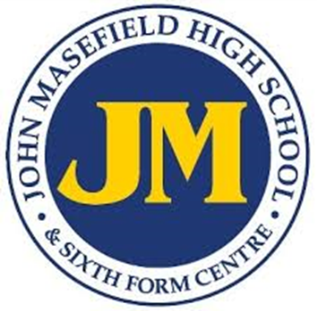 JOHN MASEFIELD HIGH SCHOOL
JM
• & SIXTH FORM CENTRE •